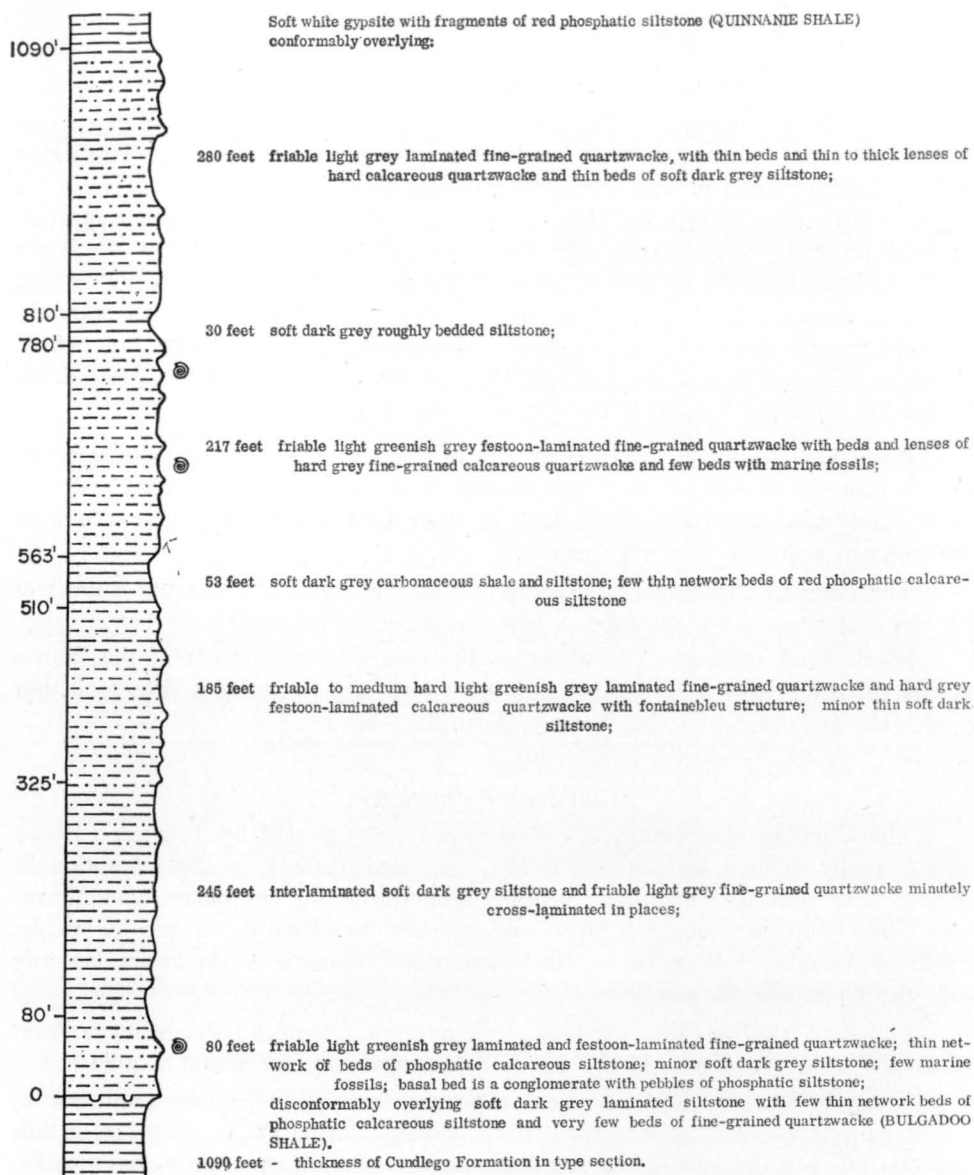 Soft white gypsite with fragments of red phosphatic siltstone (QUINNANIE SHALE)
conformably overlying:
1090'
280 feet friable light grey laminated fine-grained quartzwacke, with thin beds and thin to thick lenses of
hard calcareous quartzwacke and thin beds of soft dark grey siltstone;
810'
30 feet soft dark grey roughly bedded siltstone;
780'
217 feet friable light greenish grey festoon-laminated fine-grained quartzwacke with beds and lenses of
hard grey fine-grained calcareous quartzwacke and few beds with marine fossils;
563'
53 feet soft dark grey carbonaceous shale and siltstone; few thin network beds of red phosphatic calcare-
ous siltstone
510'
185 feet friable to medium hard light greenish grey laminated fine-grained quartzwacke and hard grey
festoon-laminated calcareous quartzwacke with fontainebleu structure; minor thin soft dark
siltstone;
325'
245 feet interlaminated soft dark grey siltstone and friable light grey fine-grained quartzwacke minutely
cross-laminated in places;
80'
80 feet friable light greenish grey laminated and festoon-laminated fine-grained quartzwacke; thin net-
work of beds of phosphatic calcareous siltstone; minor soft dark grey siltstone; few marine
fossils; basal bed is a conglomerate with pebbles of phosphatic siltstone;
0
disconformably overlying soft dark grey laminated siltstone with few thin network beds of
phosphatic calcareous siltstone and very few beds of fine-grained quartzwacke (BULGADOO
SHALE).
1090 feet - thickness of Cundlego Formation in type section.